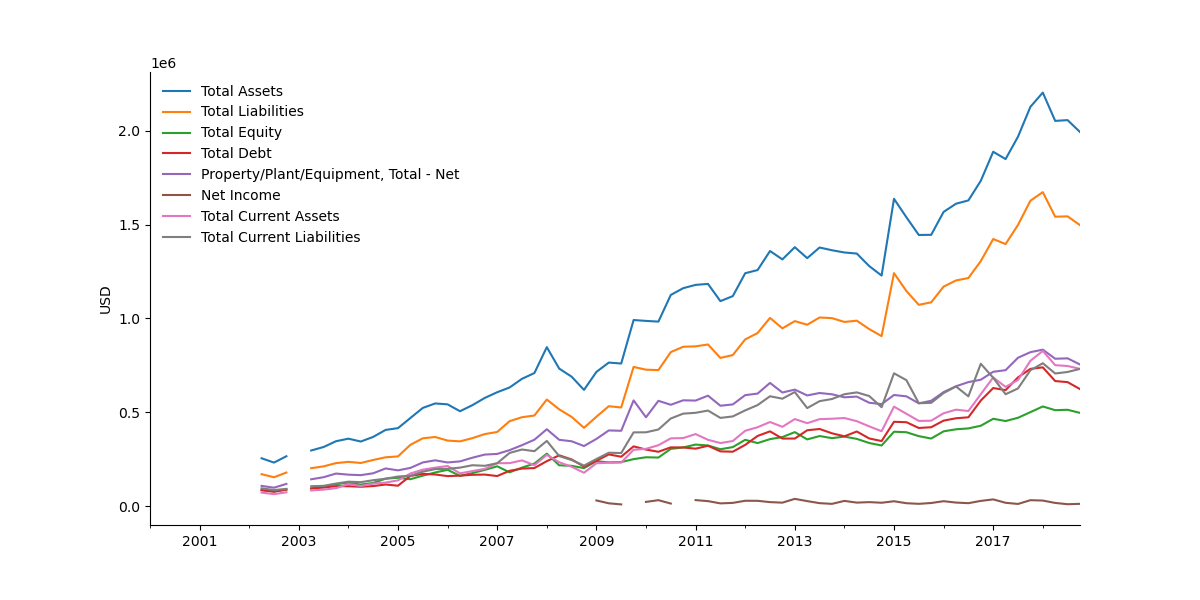 1e6
Total Assets
Total Liabilities
Total Equity
Total Debt
Property/Plant/Equipment, Total - Net
Net Income
Total Current Assets
Total Current Liabilities
USD
2.0
1.5
1.0
0.5
0.0
2001 2003 2005 2007 2009 2011 2013 2015 2017